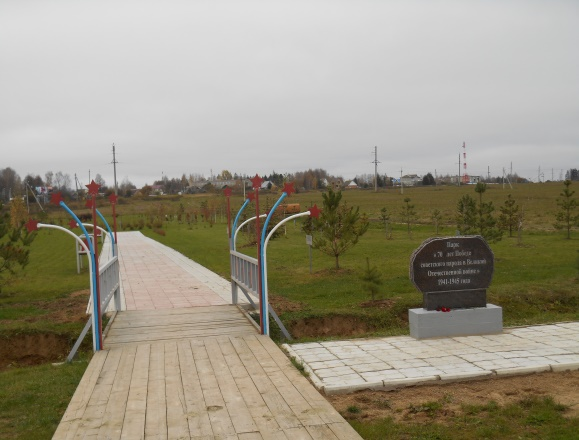 Парк
« 70 лет Победы
советского народа в Великой
Отечественной войне »
1941-1945 годы